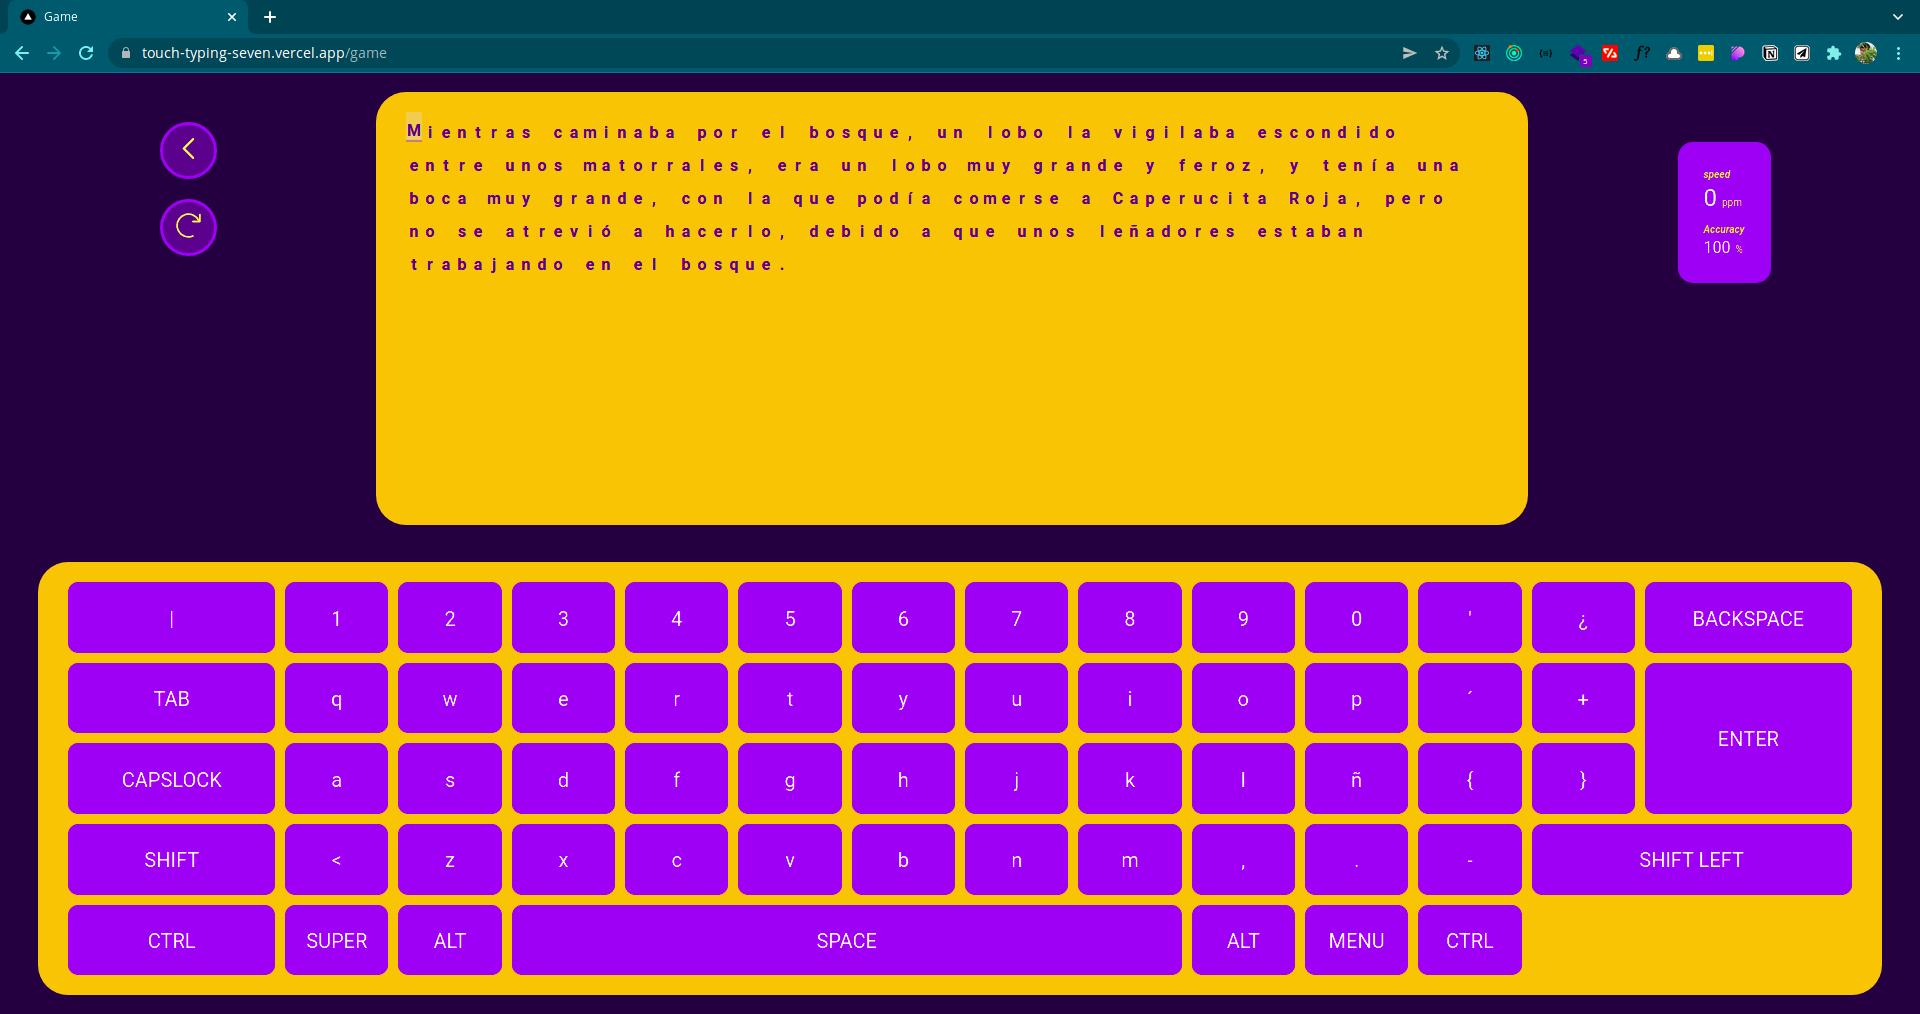 Game
touch-typing-seven.vercel.app/game
Mientras caminaba por el bosque, un lobo la vigilaba escondido
entre unos matorrales, era un lobo muy grande y feroz, y tenía una
boca muy grande, con la que podía comerse a Caperucita Roja, pero
no se atrevió a hacerlo, debido a que unos leñadores estaban
trabajando en el bosque.
speed
0 ppm
Accuracy
100 %
| 1 2 3 4 5 6 7 8 9 0 ' ¿ BACKSPACE
TAB q w e r t y u i o p ´ +
ENTER
CAPSLOCK a s d f g h j k l ñ { }
SHIFT < z x c v b n m , . - SHIFT LEFT
CTRL SUPER ALT SPACE ALT MENU CTRL